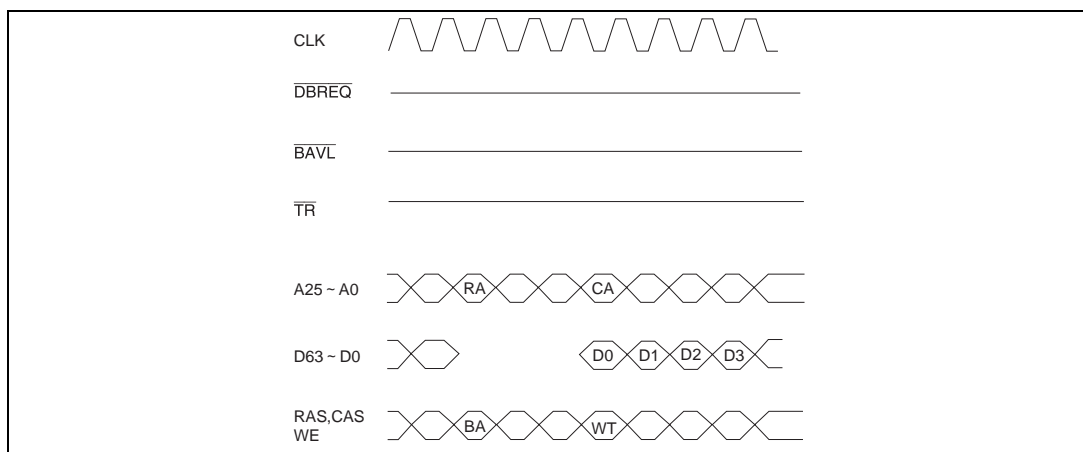 CLK
DBREQ
BAVL
TR
A25 ~ A0
RA
CA
D63 ~ D0
D0
D1
D2
D3
RAS,CAS
WE
BA
WT